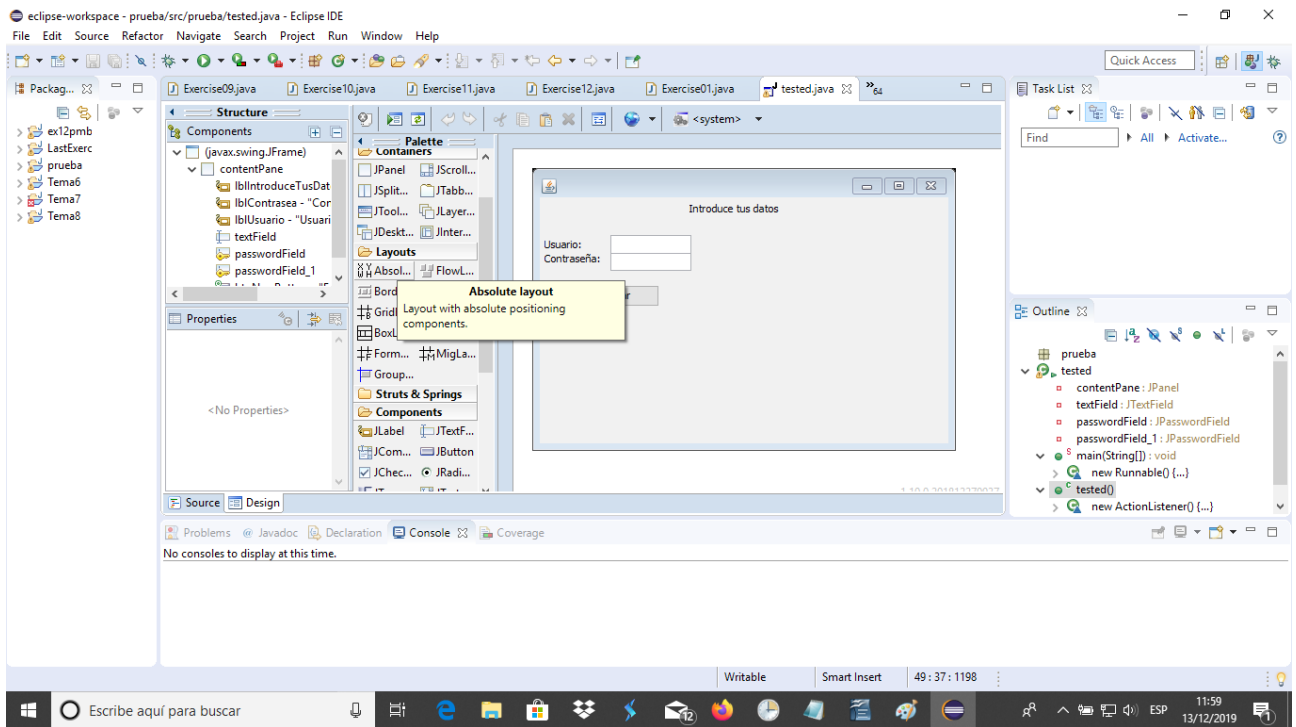 eclipse-workspace - prueba/src/prueba/tested.java - Eclipse IDE
File Edit Source Refactor Navigate Search Project Run Window Help
Quick Access
Packag...
Exercise09.java Exercise10.java Exercise11.java Exercise12.java Exercise01.java tested.java 64
Task List
ex12pmb
LastExerc
prueba
Tema6
Tema7
Tema8
Structure
Components
(javax.swing.JFrame)
contentPane
lblIntroduceTusDat
lblContrasea - "Cor
lblUsuario - "Usuari
textField
passwordField
passwordField_1
Properties
<No Properties>
<system>
Palette
Containers
JPanel JScroll...
JSplit... JTabb...
JTool... JLayer...
JDeskt... JInter...
Layouts
Absol... FlowL...
Bord
Gridl
BoxL
Form... MigLa...
Group...
Struts & Springs
Components
JLabel JTextF...
JCom... JButton
JChec... JRadi...
Absolute layout
Layout with absolute positioning
components.
Introduce tus datos
Usuario:
Contraseña:
r
Source Design
Find All Activate...
Outline
prueba
tested
contentPane : JPanel
textField : JTextField
passwordField : JPasswordField
passwordField_1 : JPasswordField
main(String[]) : void
new Runnable() {...}
tested()
new ActionListener() {...}
Problems Javadoc Declaration Console Coverage
No consoles to display at this time.
Writable Smart Insert 49 : 37 : 1198
Escribe aquí para buscar
12
ESP
11:59
13/12/2019
1